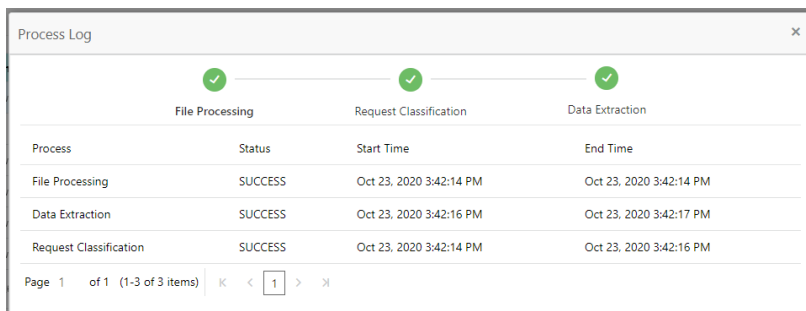 Process Log ×
File Processing Request Classification Data Extraction
Process Status Start Time End Time
File Processing SUCCESS Oct 23, 2020 3:42:14 PM Oct 23, 2020 3:42:14 PM
Data Extraction SUCCESS Oct 23, 2020 3:42:16 PM Oct 23, 2020 3:42:17 PM
Request Classification SUCCESS Oct 23, 2020 3:42:14 PM Oct 23, 2020 3:42:16 PM
Page 1 of 1 (1-3 of 3 items) 1